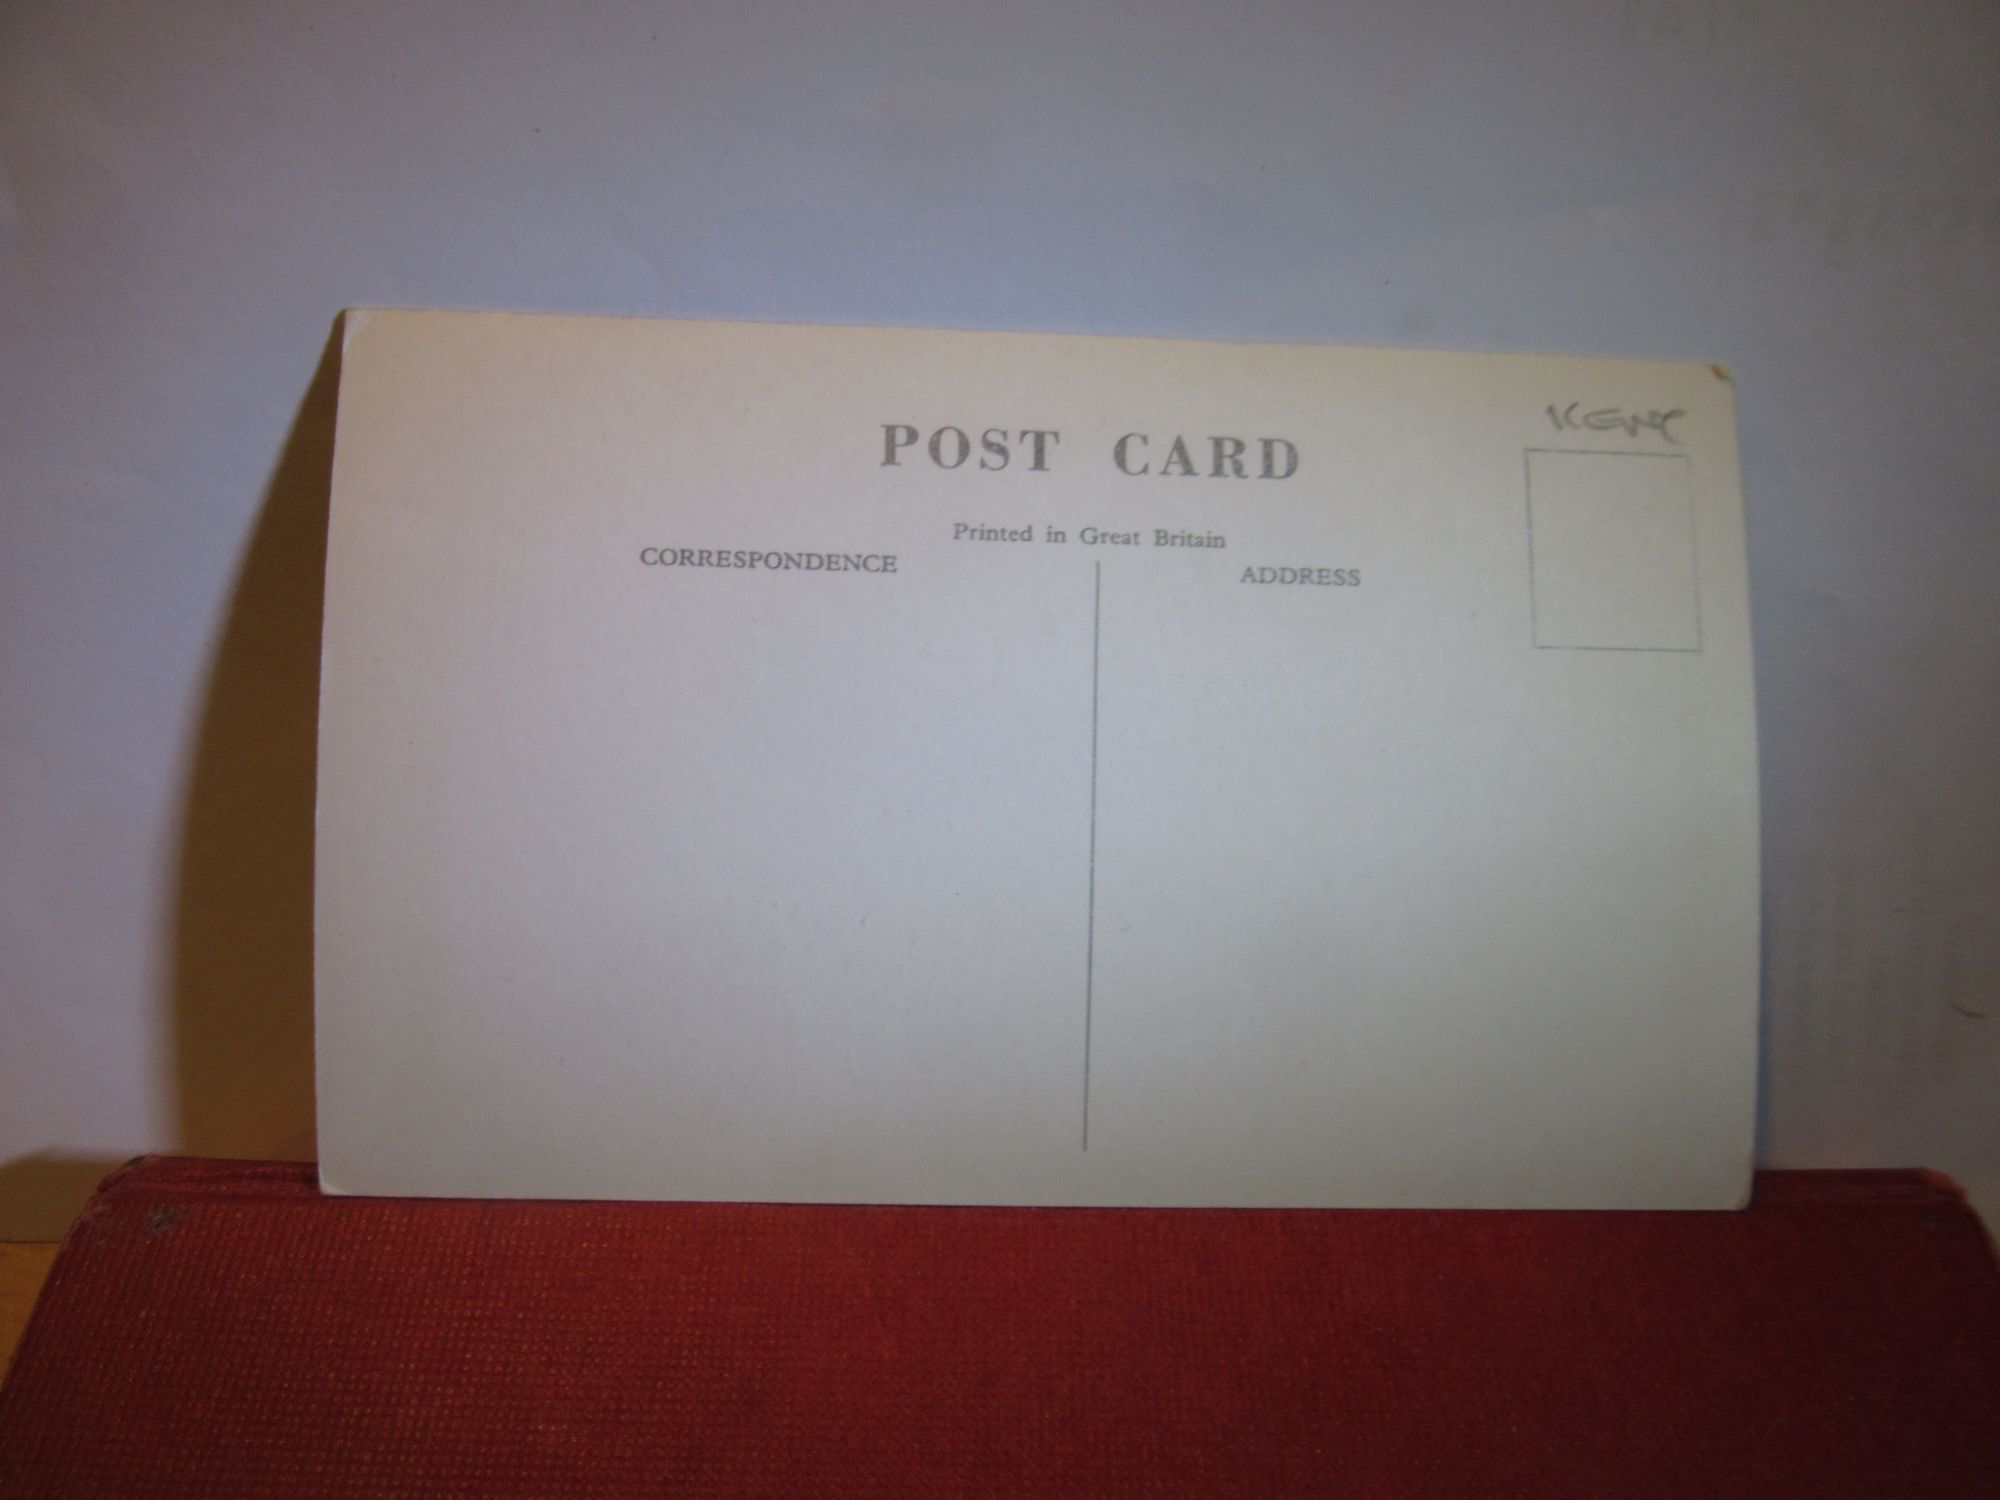 KENT
POST CARD
Printed in Great Britain
CORRESPONDENCE
ADDRESS